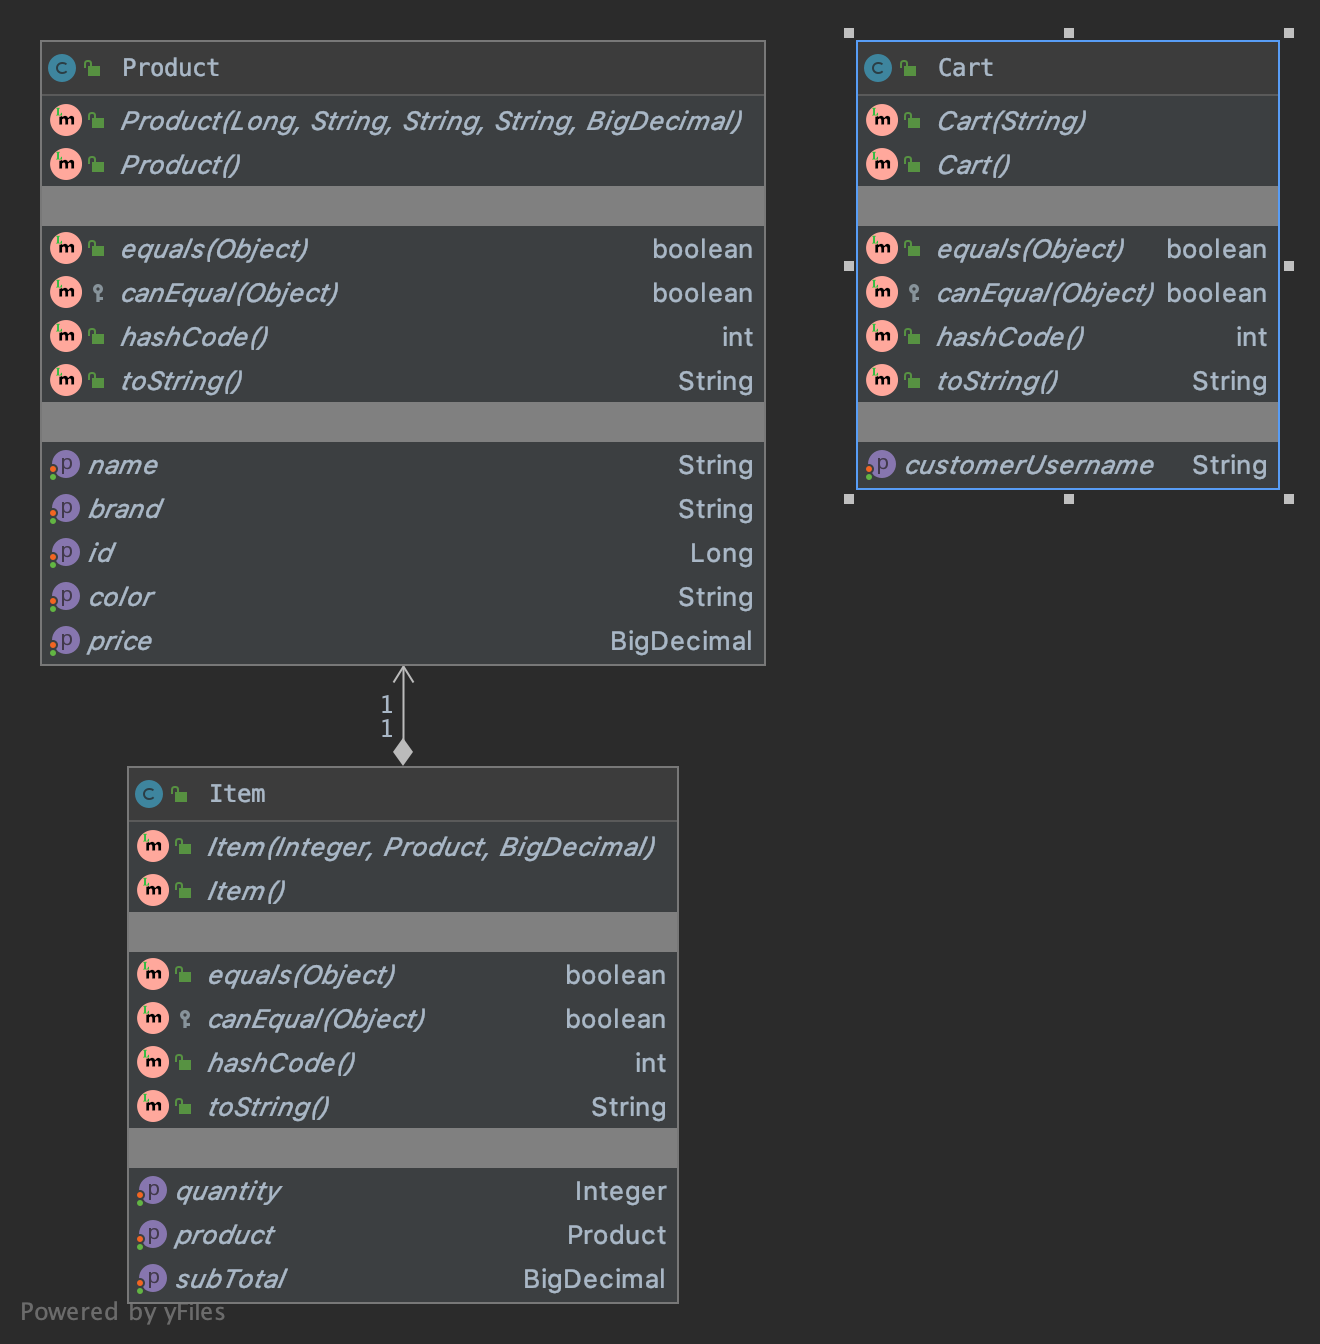 Product
Product(Long, String, String, String, BigDecimal)
Product()
equals(Object) boolean
canEqual(Object) boolean
hashCode() int
toString() String
name String
brand String
id Long
color String
price BigDecimal
Cart
Cart(String)
Cart()
equals(Object) boolean
canEqual(Object) boolean
hashCode() int
toString() String
customerUsername String
1
1
Item
Item(Integer, Product, BigDecimal)
Item()
equals(Object) boolean
canEqual(Object) boolean
hashCode() int
toString() String
quantity Integer
product Product
subTotal BigDecimal
Powered by yFiles